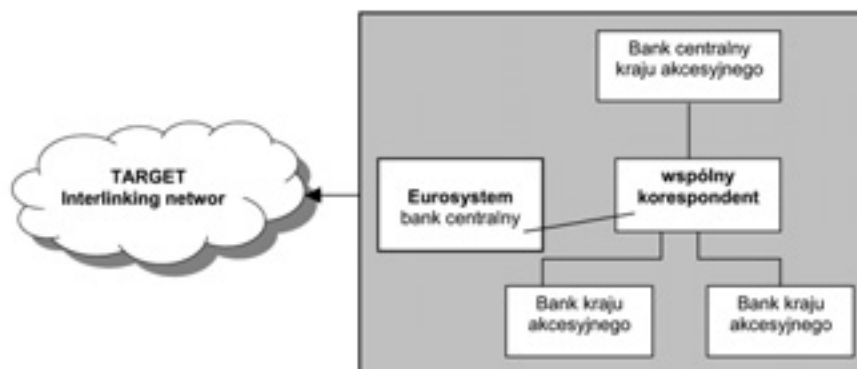 Bank centralny
kraju akcesyjnego
TARGET
Interlinking networ
Eurosystem
bank centralny
wspólny
korespondent
Bank kraju
akcesyjnego
Bank kraju
akcesyjnego